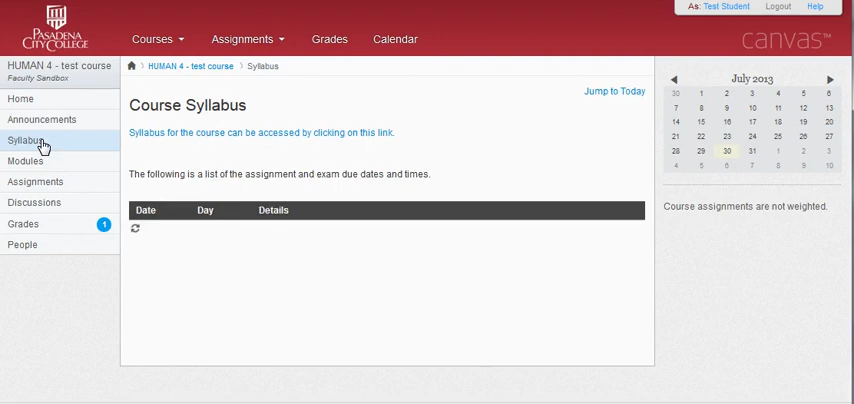 As: Test Student Logout Help
PASADENA
CITY COLLEGE
Courses Assignments Grades Calendar
canvas™
HUMAN 4 - test course
Faculty Sandbox
Home
Announcements
Syllabus
Modules
Assignments
Discussions
Grades 1
People
HUMAN 4 - test course Syllabus
Jump to Today
Course Syllabus
Syllabus for the course can be accessed by clicking on this link.
The following is a list of the assignment and exam due dates and times.
Date Day Details
July 2013
30 1 2 3 4 5 6
7 8 9 10 11 12 13
14 15 16 17 18 19 20
21 22 23 24 25 26 27
28 29 30 31 1 2 3
4 5 6 7 8 9 10
Course assignments are not weighted.